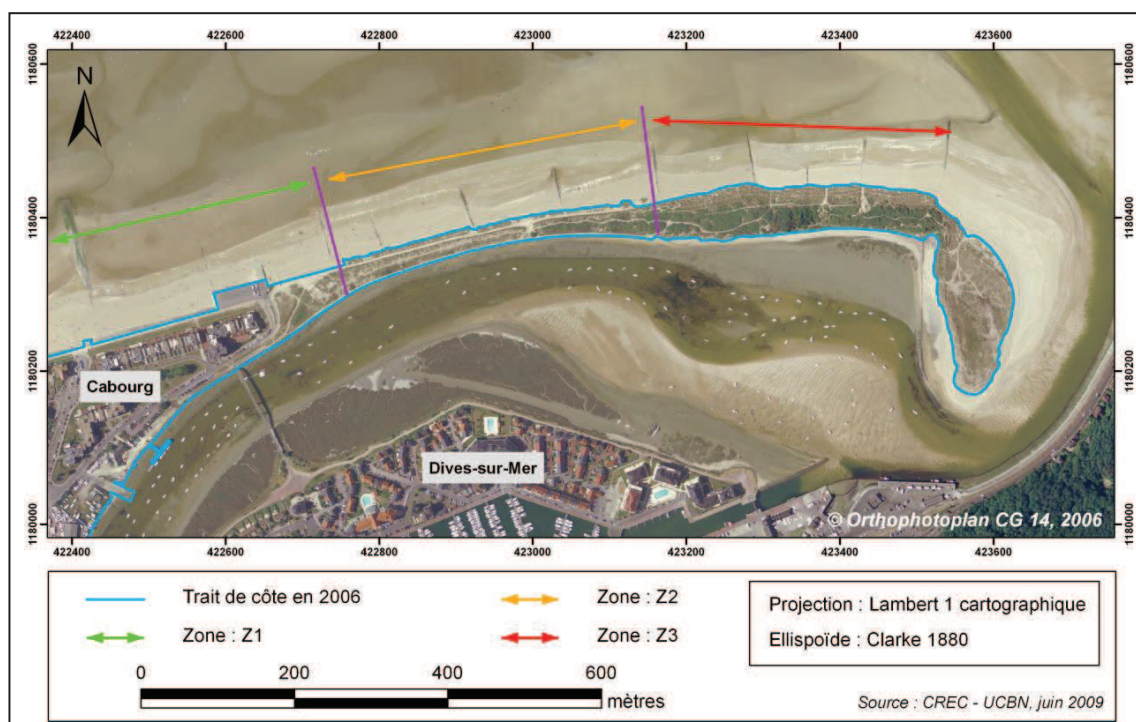 422400 422600 422800 423000 423200 423400 423600
1180600 1180600
N
1180400 1180400
1180200 1180200
Cabourg
Dives-sur-Mer
1180000 1180000
© Orthophotoplan CG 14, 2006
422400 422600 422800 423000 423200 423400 423600
Trait de côte en 2006
Zone : Z2
Zone : Z1
Zone : Z3
Projection : Lambert 1 cartographique
Ellispoïde : Clarke 1880
0 200 400 600
mètres
Source : CREC - UCBN, juin 2009